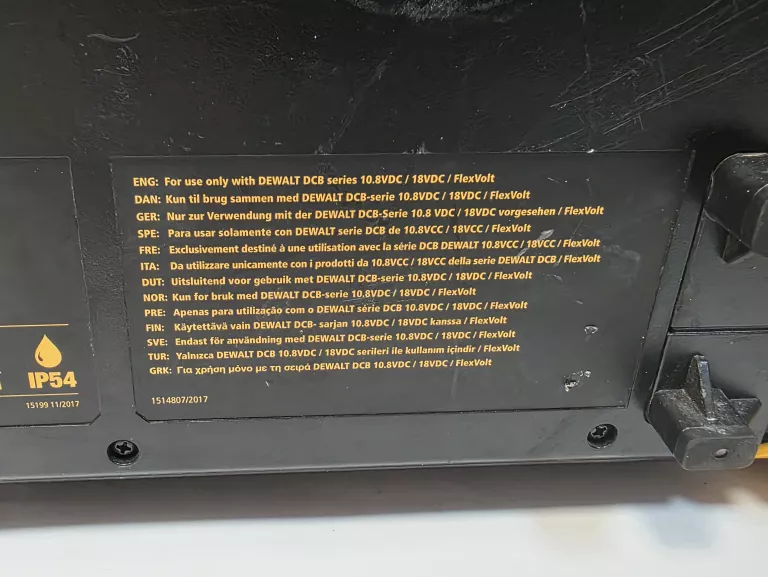 ENG: For use only with DEWALT DCB series 10.8VDC / 18VDC / FlexVolt
DAN: Kun til brug sammen med DEWALT DCB-serie 10.8VDC / 18VDC / FlexVolt
GER: Nur zur Verwendung mit der DEWALT DCB-Serie 10.8 VDC / 18VDC vorgesehen / FlexVolt
SPE: Para usar solamente con DEWALT serie DCB de 10.8VCC / 18VCC / FlexVolt
FRE: Exclusivement destiné à une utilisation avec la série DCB DEWALT 10.8VCC / 18VCC / FlexVolt
ITA: Da utilizzare unicamente con i prodotti da 10.8VCC / 18VCC della serie DEWALT DCB / FlexVolt
DUT: Uitsluitend voor gebruik met DEWALT DCB-serie 10.8VDC / 18VDC / FlexVolt
NOR: Kun for bruk med DEWALT DCB-serie 10.8VDC / 18VDC / FlexVolt
PRE: Apenas para utilização com o DEWALT série DCB 10.8VDC / 18VDC / FlexVolt
FIN: Käytettävä vain DEWALT DCB- sarjan 10.8VDC / 18VDC kanssa / FlexVolt
SVE: Endast för användning med DEWALT DCB-serie 10.8VDC / 18VDC / FlexVolt
TUR: Yalnızca DEWALT DCB 10.8VDC / 18VDC serileri ile kullanım içindir / FlexVolt
GRK: Για χρήση μόνο με τη σειρά DEWALT DCB 10.8VDC / 18VDC / FlexVolt
1514807/2017
IP54
15199 11/2017